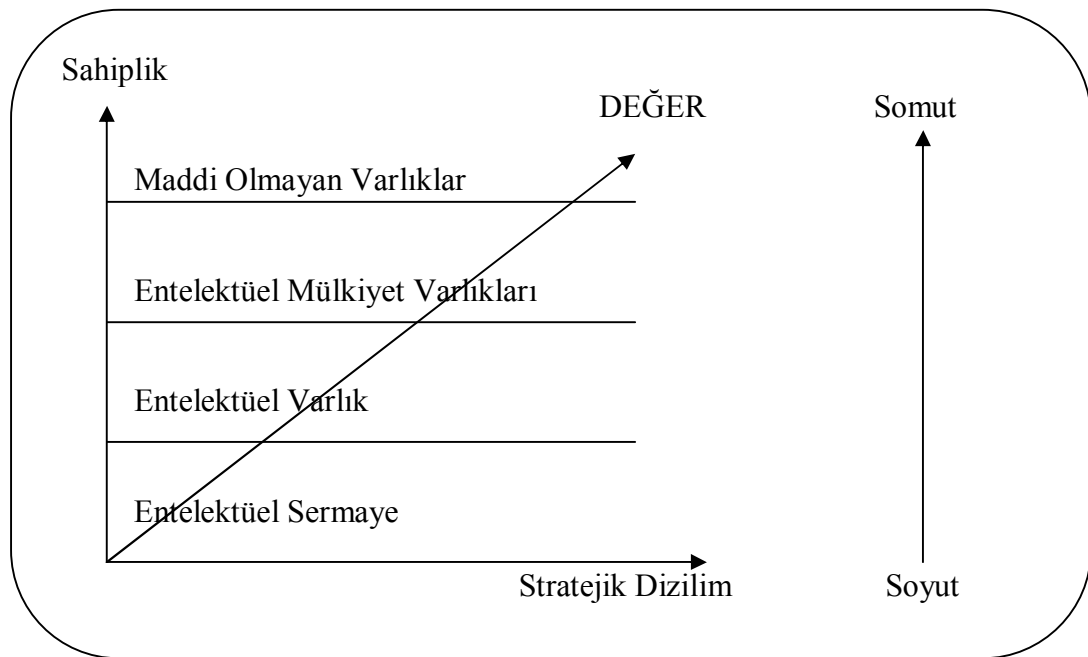 Sahiplik
DEĞER
Somut
Maddi Olmayan Varlıklar
Entelektüel Mülkiyet Varlıkları
Entelektüel Varlık
Entelektüel Sermaye
Stratejik Dizilim
Soyut